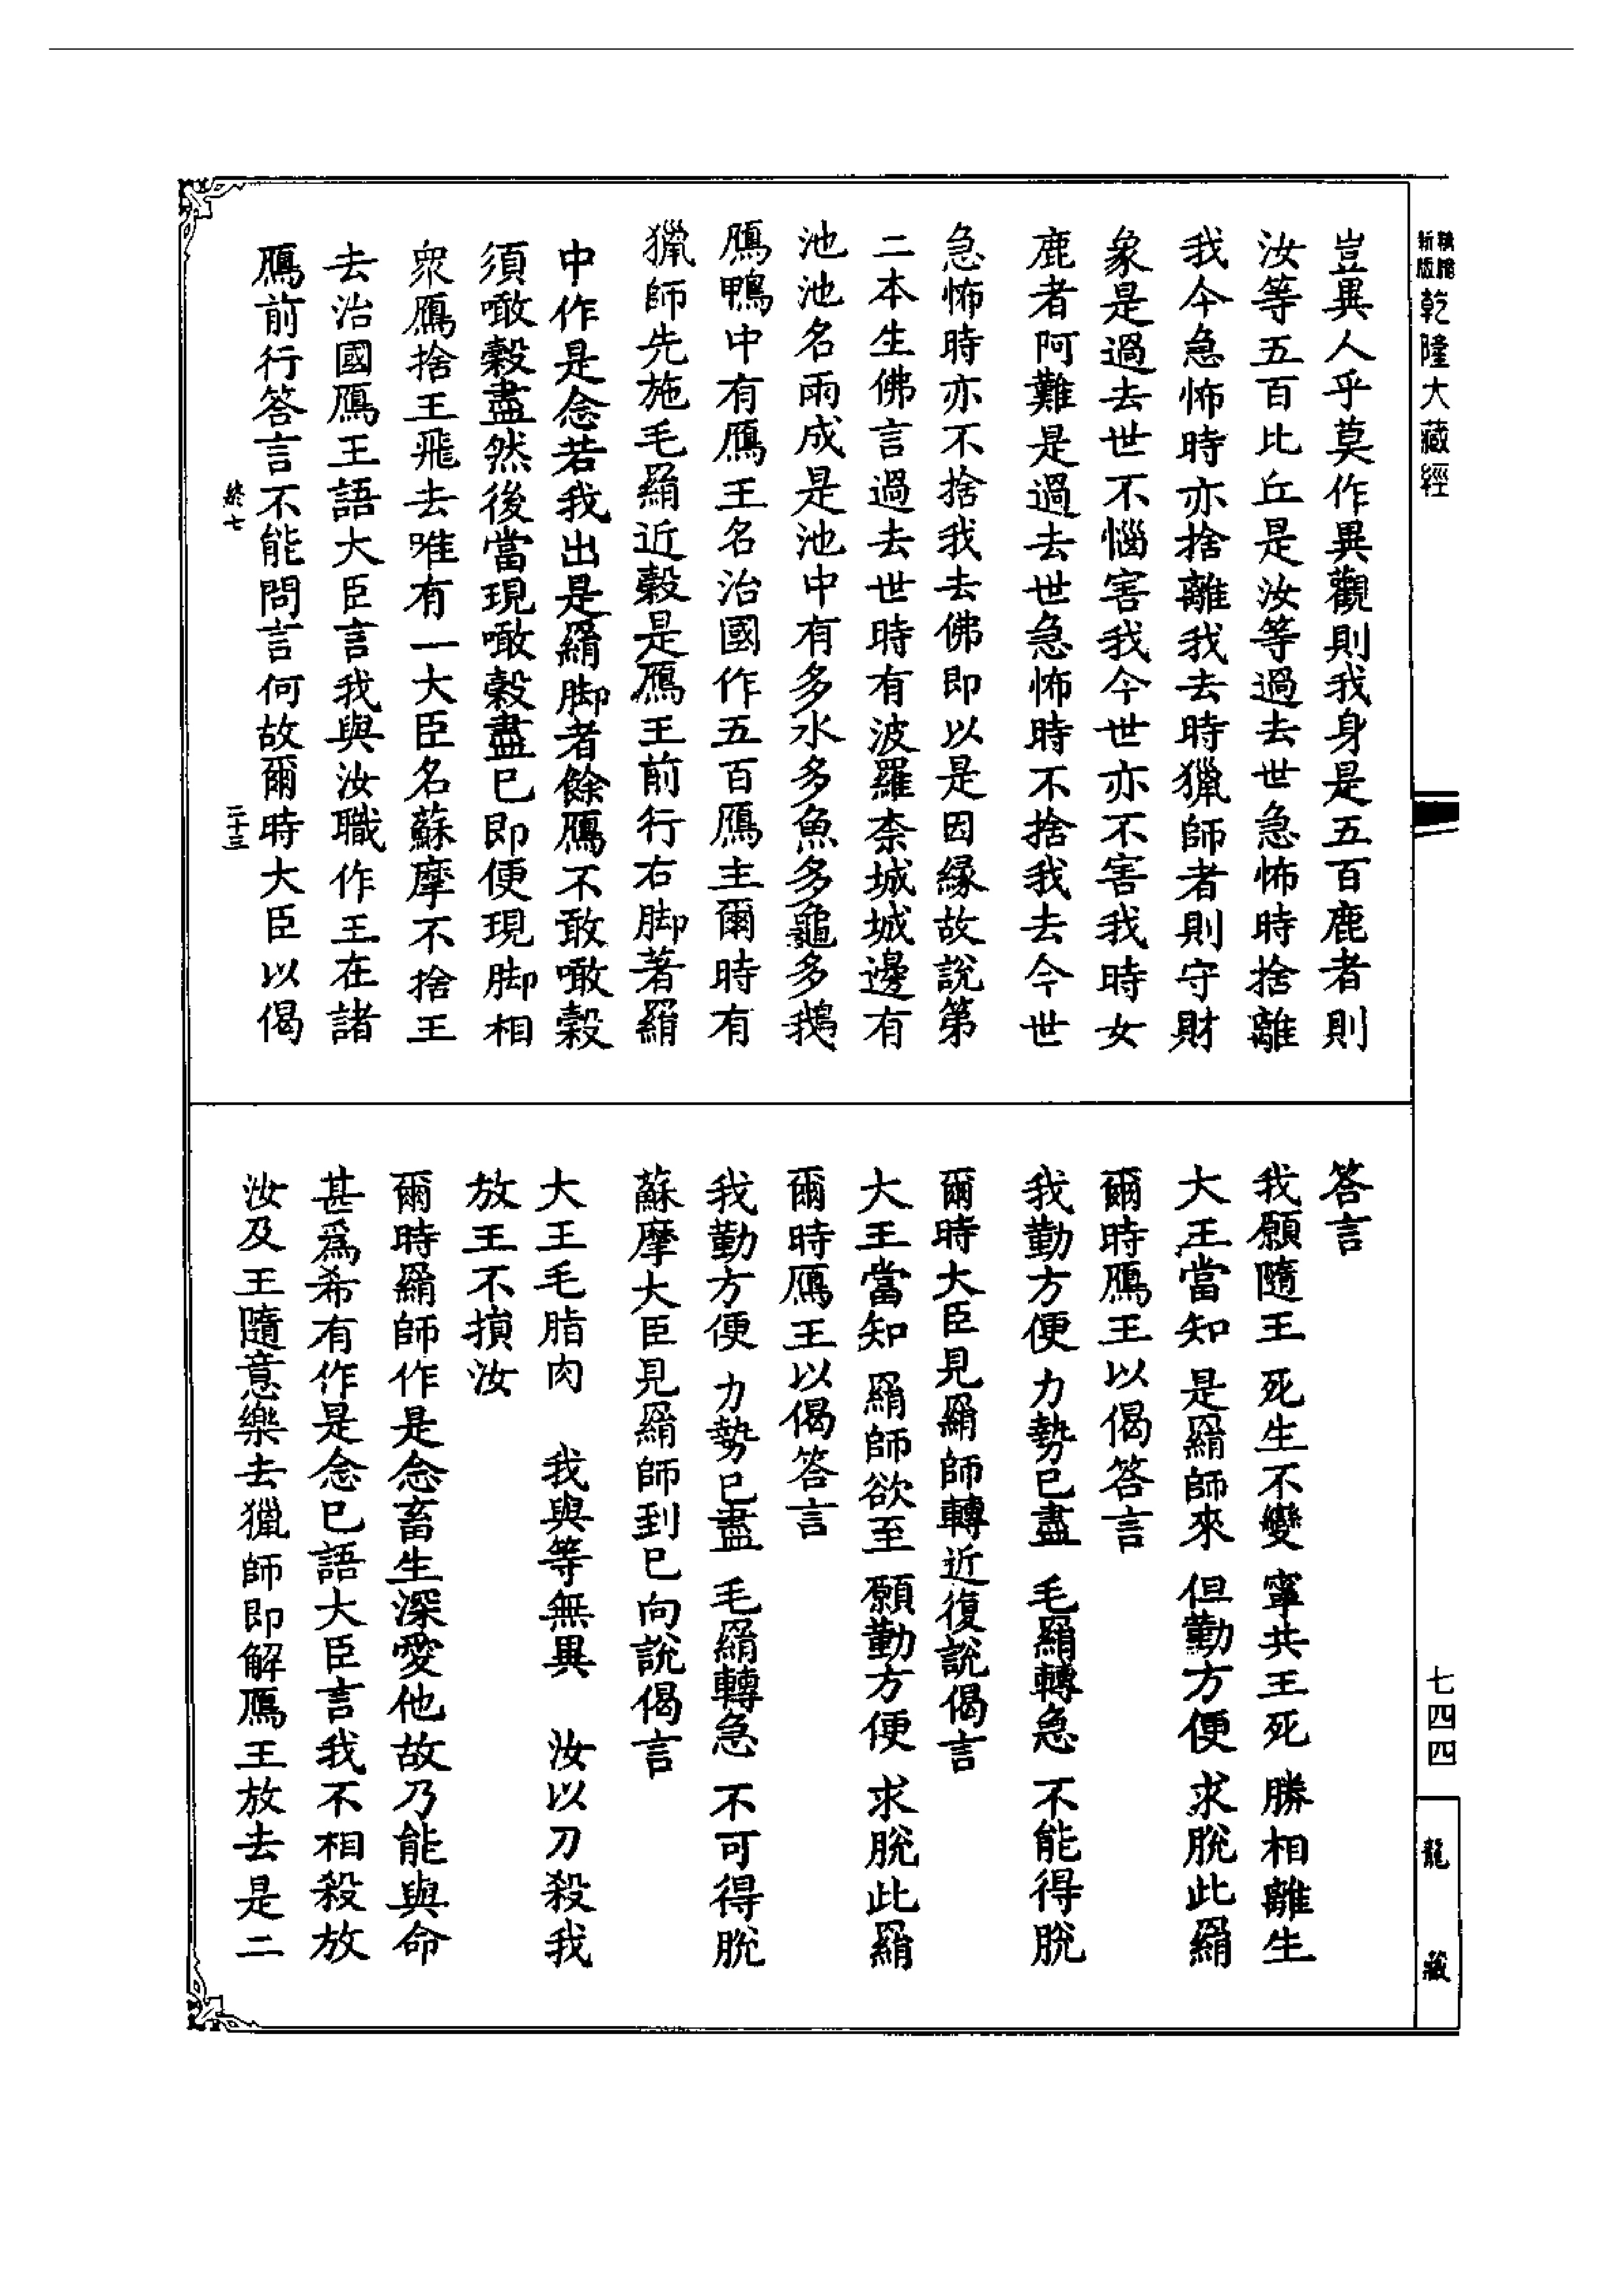 新版精縮乾隆大藏經
七四四
龍藏
豈異人乎莫作異觀則我身是五百鹿者則
汝等五百比丘是汝等過去世急怖時捨離
我今急怖時亦捨離我去時獵師者則守財
象是過去世不惱害我今世亦不害我時女
鹿者阿難是過去世急怖時不捨我去今世
急怖時亦不捨我去佛即以是因緣故說第
二本生佛言過去世時有波羅柰城城邊有
池池名雨成是池中有多水多魚多龜多鵝
鴈鴨中有鴈王名治國作五百鴈主爾時有
獵師先施毛羂近穀是鴈王前行右脚著羂
中作是念若我出是羂脚者餘鴈不敢噉穀
須噉穀盡然後當現噉穀盡已即便現脚相
衆鴈捨王飛去唯有一大臣名蘇摩不捨王
去治國鴈王語大臣言我與汝職作王在諸
鴈前行答言不能問言何故爾時大臣以偈
終七
二十三
答言
我願隨王 死生不變 寧共王死 勝相離生
大王當知 是羂師來 但勤方便 求脫此羂
爾時鴈王以偈答言
我勤方便 力勢已盡 毛羂轉急 不能得脫
爾時大臣見羂師轉近復說偈言
大王當知 羂師欲至 願勤方便 求脫此羂
爾時鴈王以偈答言
我勤方便 力勢已盡 毛羂轉急 不可得脫
蘇摩大臣見羂師到已向說偈言
大王毛脂肉 我與等無異 汝以刀殺我
放王不損汝
爾時羂師作是念畜生深愛他故乃能與命
甚爲希有作是念已語大臣言我不相殺放
汝及王隨意樂去獵師即解鴈王放去是二